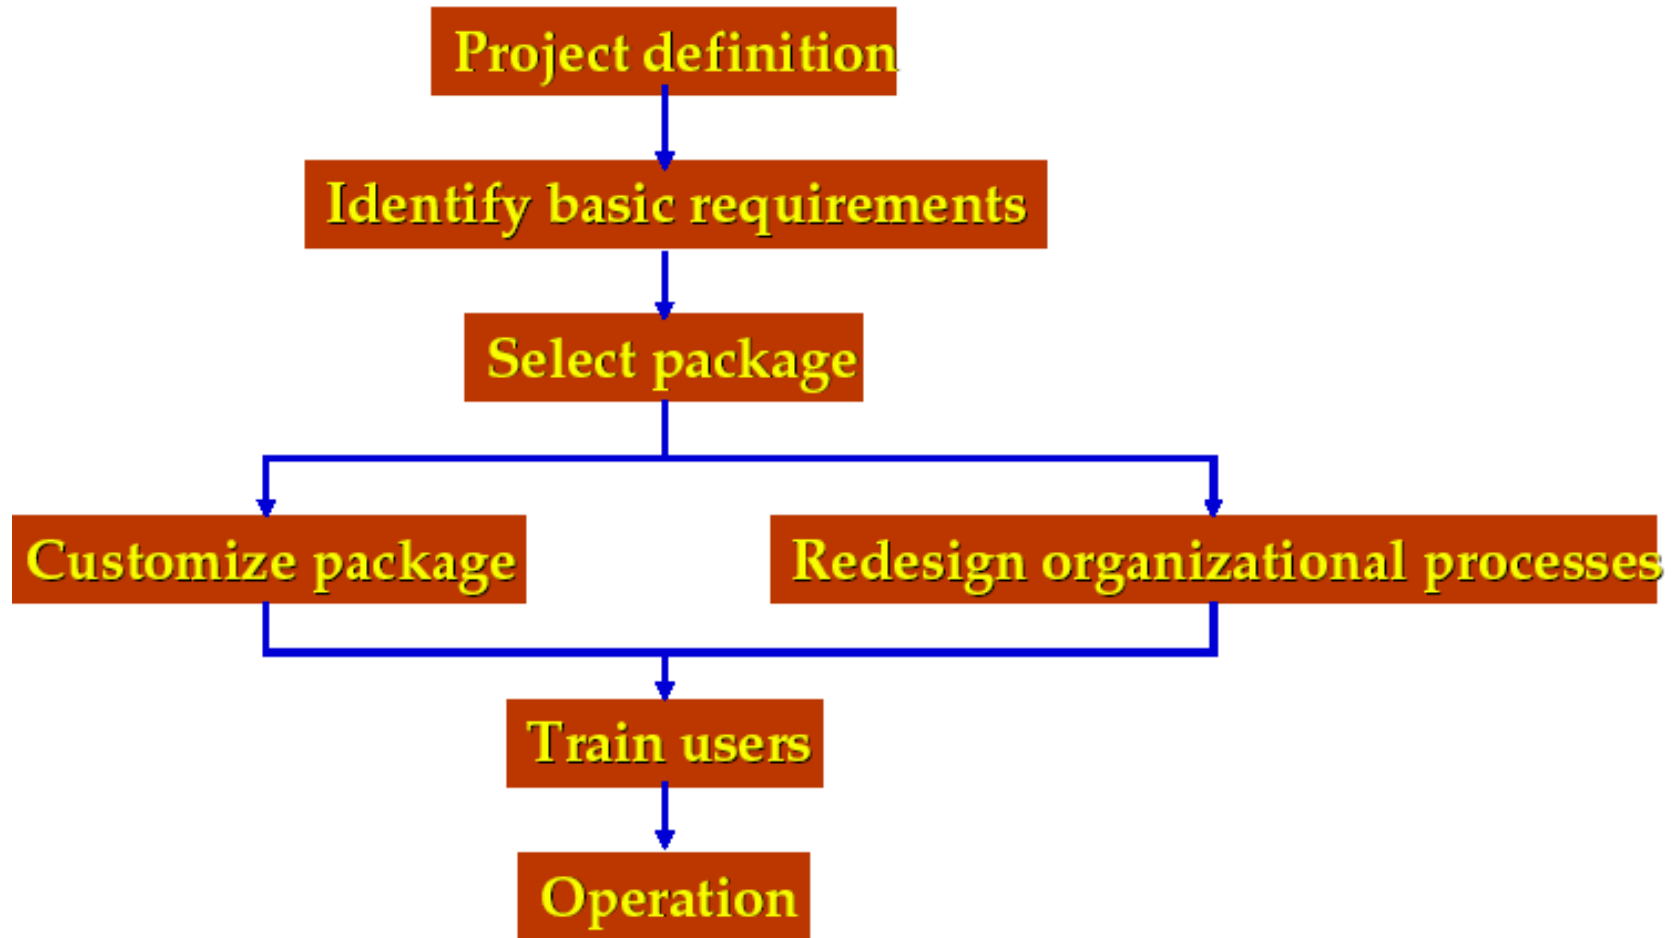 Project definition
Identify basic requirements
Select package
Customize package
Redesign organizational processes
Train users
Operation